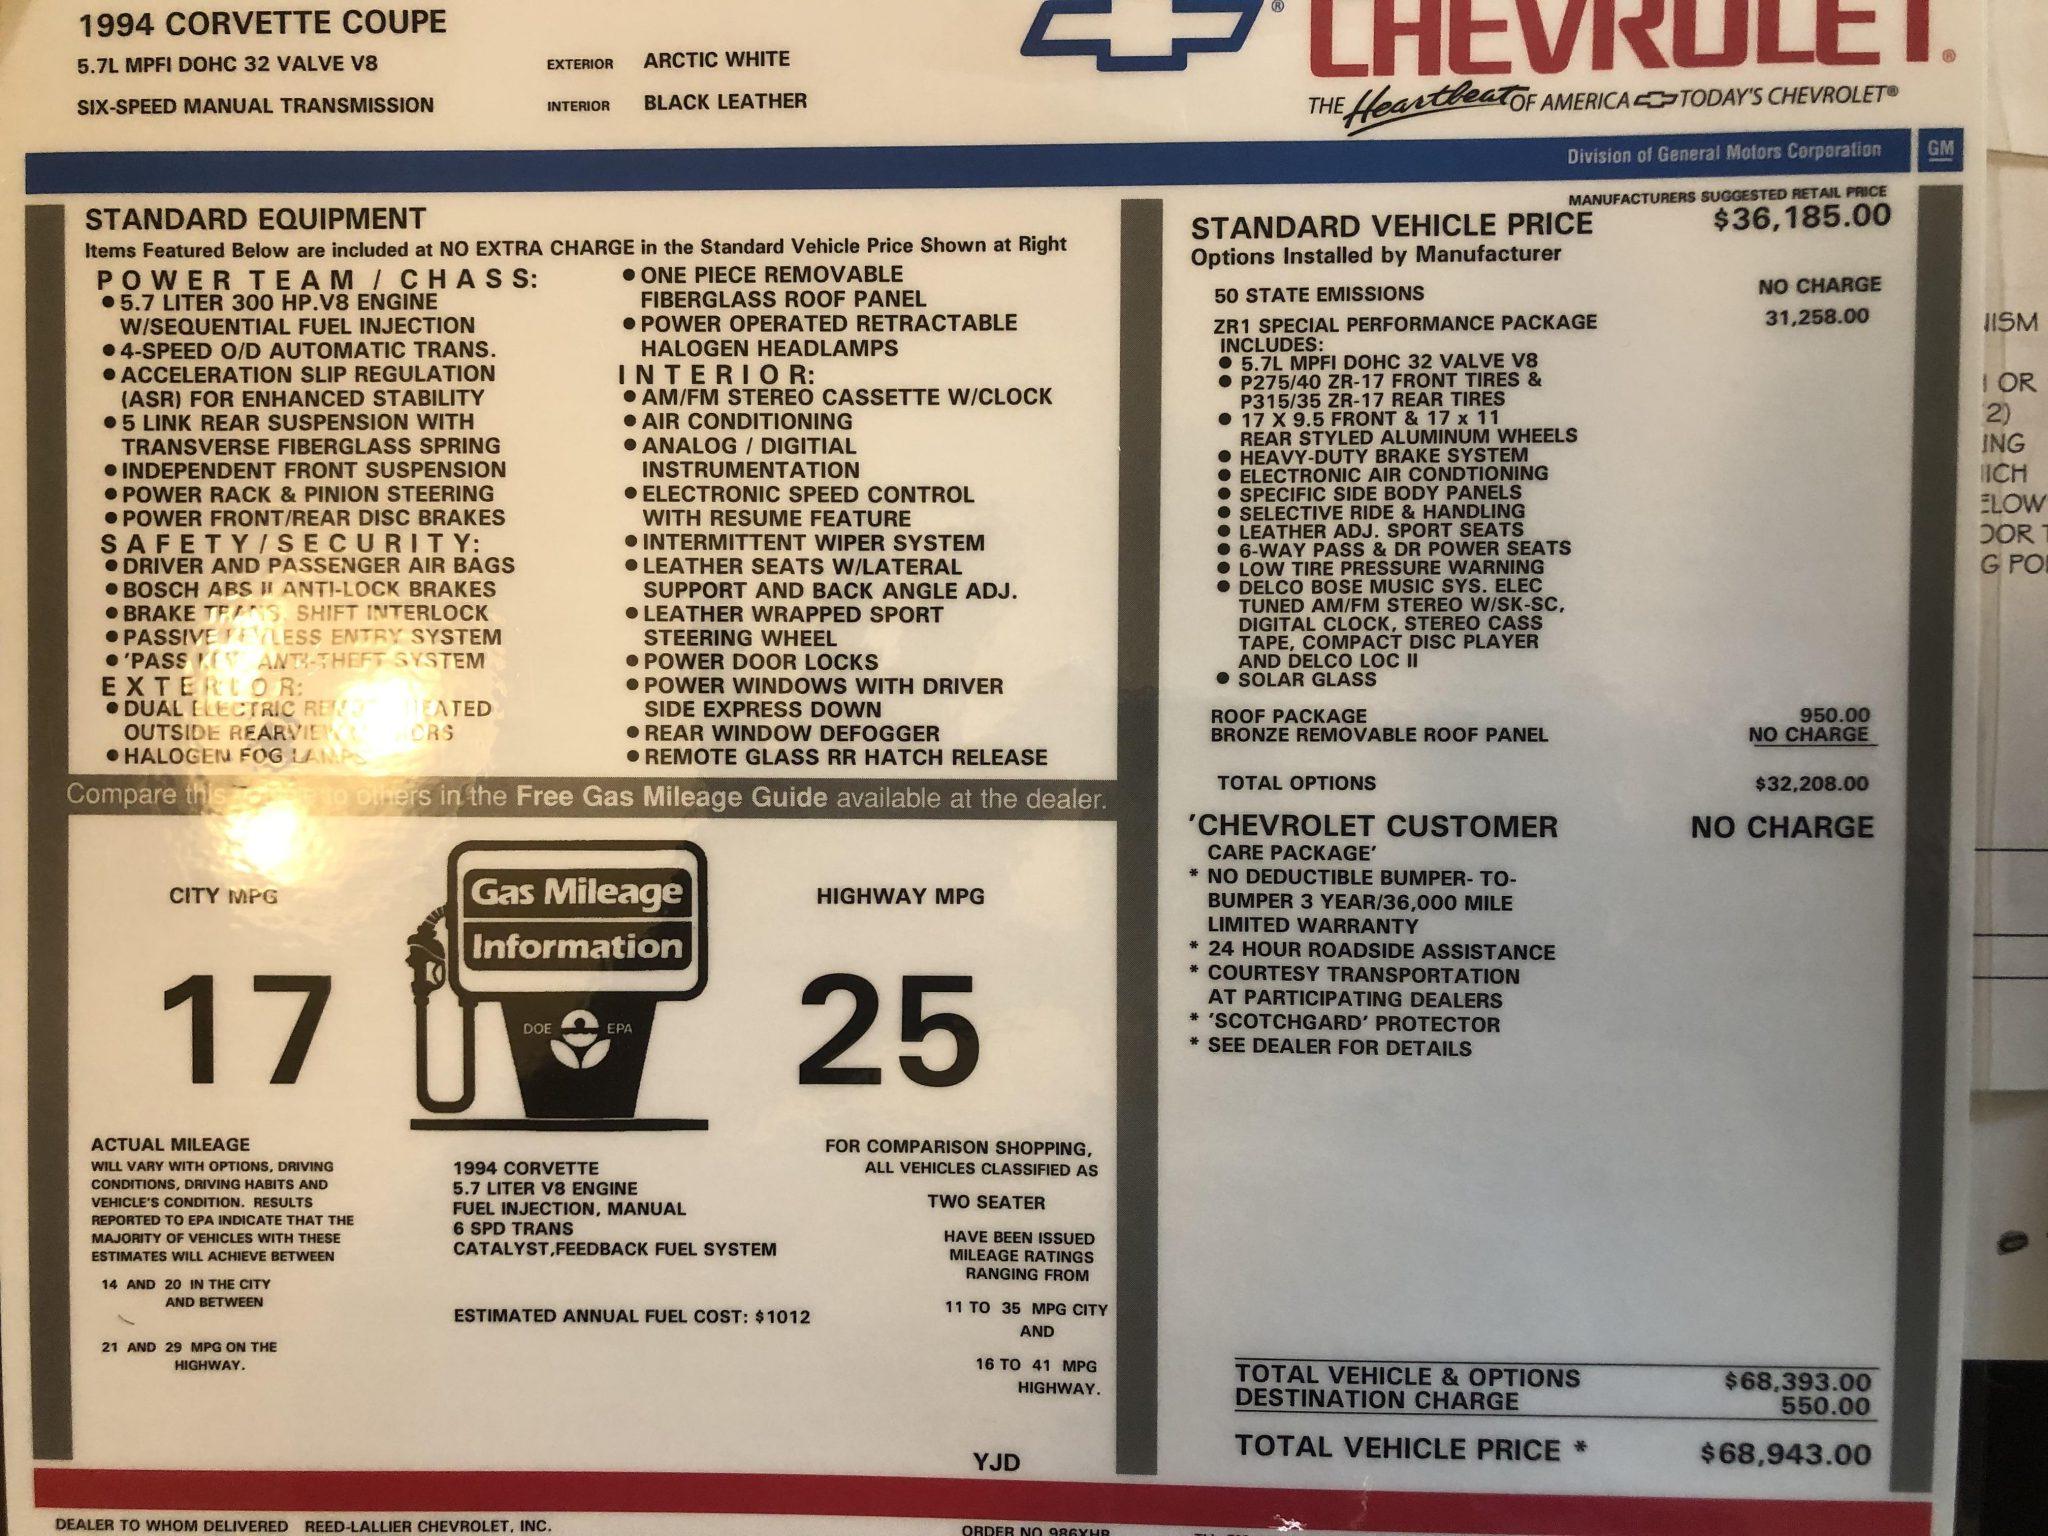 1994 CORVETTE COUPE
5.7L MPFI DOHC 32 VALVE V8
SIX-SPEED MANUAL TRANSMISSION
EXTERIOR ARCTIC WHITE
INTERIOR BLACK LEATHER
CHEVROLET®
THE Heartbeat OF AMERICA TODAY'S CHEVROLET®
Division of General Motors Corporation GM
STANDARD EQUIPMENT
Items Featured Below are included at NO EXTRA CHARGE in the Standard Vehicle Price Shown at Right
POWER TEAM / CHASS:
● 5.7 LITER 300 HP.V8 ENGINE
W/SEQUENTIAL FUEL INJECTION
● 4-SPEED O/D AUTOMATIC TRANS.
● ACCELERATION SLIP REGULATION
(ASR) FOR ENHANCED STABILITY
● 5 LINK REAR SUSPENSION WITH
TRANSVERSE FIBERGLASS SPRING
● INDEPENDENT FRONT SUSPENSION
● POWER RACK & PINION STEERING
● POWER FRONT/REAR DISC BRAKES
SAFETY/SECURITY:
● DRIVER AND PASSENGER AIR BAGS
● BOSCH ABS II ANTI-LOCK BRAKES
● BRAKE TRANS. SHIFT INTERLOCK
● PASSIVE KEYLESS ENTRY SYSTEM
● 'PASS KEY' ANTI-THEFT SYSTEM
EXTERIOR:
● DUAL ELECTRIC HEATED
OUTSIDE REARVIEW
● HALOGEN FOG LAMPS
● ONE PIECE REMOVABLE
FIBERGLASS ROOF PANEL
● POWER OPERATED RETRACTABLE
HALOGEN HEADLAMPS
INTERIOR:
● AM/FM STEREO CASSETTE W/CLOCK
● AIR CONDITIONING
● ANALOG / DIGITIAL
INSTRUMENTATION
● ELECTRONIC SPEED CONTROL
WITH RESUME FEATURE
● INTERMITTENT WIPER SYSTEM
● LEATHER SEATS W/LATERAL
SUPPORT AND BACK ANGLE ADJ.
● LEATHER WRAPPED SPORT
STEERING WHEEL
● POWER DOOR LOCKS
● POWER WINDOWS WITH DRIVER
SIDE EXPRESS DOWN
● REAR WINDOW DEFOGGER
● REMOTE GLASS RR HATCH RELEASE
Compare this to others in the Free Gas Mileage Guide available at the dealer.
CITY MPG
17
Gas Mileage
Information
DOE EPA
HIGHWAY MPG
25
ACTUAL MILEAGE
WILL VARY WITH OPTIONS, DRIVING
CONDITIONS, DRIVING HABITS AND
VEHICLE'S CONDITION. RESULTS
REPORTED TO EPA INDICATE THAT THE
MAJORITY OF VEHICLES WITH THESE
ESTIMATES WILL ACHIEVE BETWEEN
14 AND 20 IN THE CITY
AND BETWEEN
21 AND 29 MPG ON THE
HIGHWAY.
1994 CORVETTE
5.7 LITER V8 ENGINE
FUEL INJECTION, MANUAL
6 SPD TRANS
CATALYST,FEEDBACK FUEL SYSTEM
ESTIMATED ANNUAL FUEL COST: $1012
FOR COMPARISON SHOPPING,
ALL VEHICLES CLASSIFIED AS
TWO SEATER
HAVE BEEN ISSUED
MILEAGE RATINGS
RANGING FROM
11 TO 35 MPG CITY
AND
16 TO 41 MPG
HIGHWAY.
YJD
MANUFACTURERS SUGGESTED RETAIL PRICE
STANDARD VEHICLE PRICE $36,185.00
Options Installed by Manufacturer
50 STATE EMISSIONS NO CHARGE
ZR1 SPECIAL PERFORMANCE PACKAGE 31,258.00
INCLUDES:
● 5.7L MPFI DOHC 32 VALVE V8
● P275/40 ZR-17 FRONT TIRES &
P315/35 ZR-17 REAR TIRES
● 17 X 9.5 FRONT & 17 x 11
REAR STYLED ALUMINUM WHEELS
● HEAVY-DUTY BRAKE SYSTEM
● ELECTRONIC AIR CONDTIONING
● SPECIFIC SIDE BODY PANELS
● SELECTIVE RIDE & HANDLING
● LEATHER ADJ. SPORT SEATS
● 6-WAY PASS & DR POWER SEATS
● LOW TIRE PRESSURE WARNING
● DELCO BOSE MUSIC SYS. ELEC
TUNED AM/FM STEREO W/SK-SC,
DIGITAL CLOCK, STEREO CASS
TAPE, COMPACT DISC PLAYER
AND DELCO LOC II
● SOLAR GLASS
ROOF PACKAGE 950.00
BRONZE REMOVABLE ROOF PANEL NO CHARGE
TOTAL OPTIONS $32,208.00
'CHEVROLET CUSTOMER NO CHARGE
CARE PACKAGE'
* NO DEDUCTIBLE BUMPER- TO-
BUMPER 3 YEAR/36,000 MILE
LIMITED WARRANTY
* 24 HOUR ROADSIDE ASSISTANCE
* COURTESY TRANSPORTATION
AT PARTICIPATING DEALERS
* 'SCOTCHGARD' PROTECTOR
* SEE DEALER FOR DETAILS
TOTAL VEHICLE & OPTIONS $68,393.00
DESTINATION CHARGE 550.00
TOTAL VEHICLE PRICE * $68,943.00
DEALER TO WHOM DELIVERED REED-LALLIER CHEVROLET, INC.
ORDER NO
OR
2)